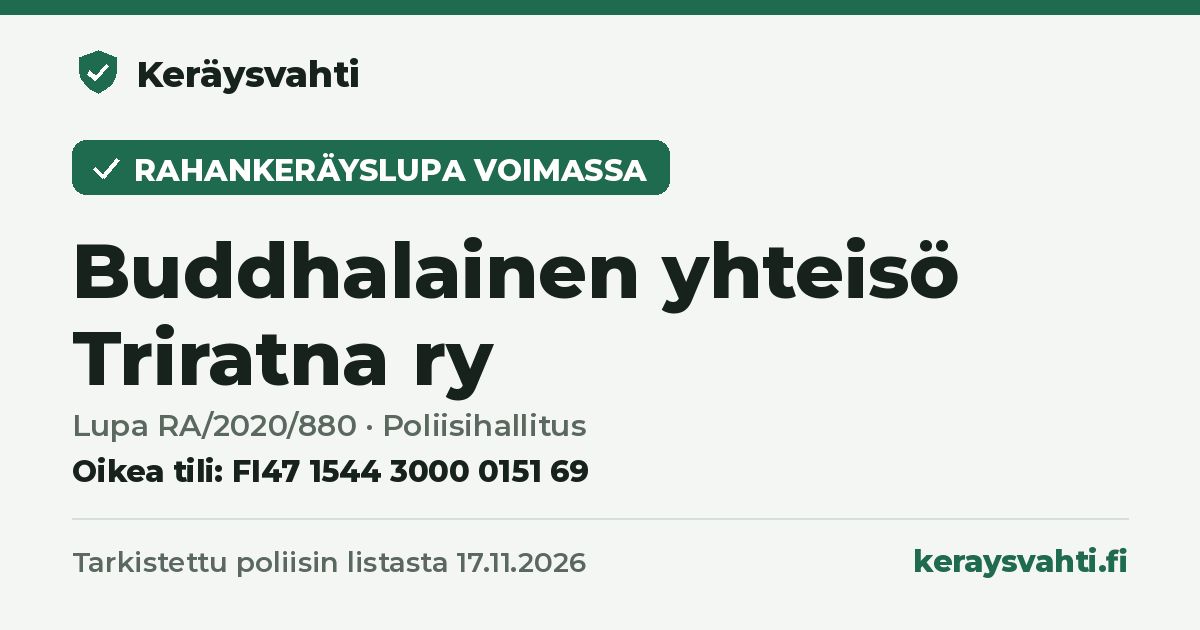 Keräysvahti
RAHANKERÄYSLUPA VOIMASSA
Buddhalainen yhteisö
Triratna ry
Lupa RA/2020/880 · Poliisihallitus
Oikea tili: FI47 1544 3000 0151 69
Tarkistettu poliisin listasta 17.11.2026
keraysvahti.fi